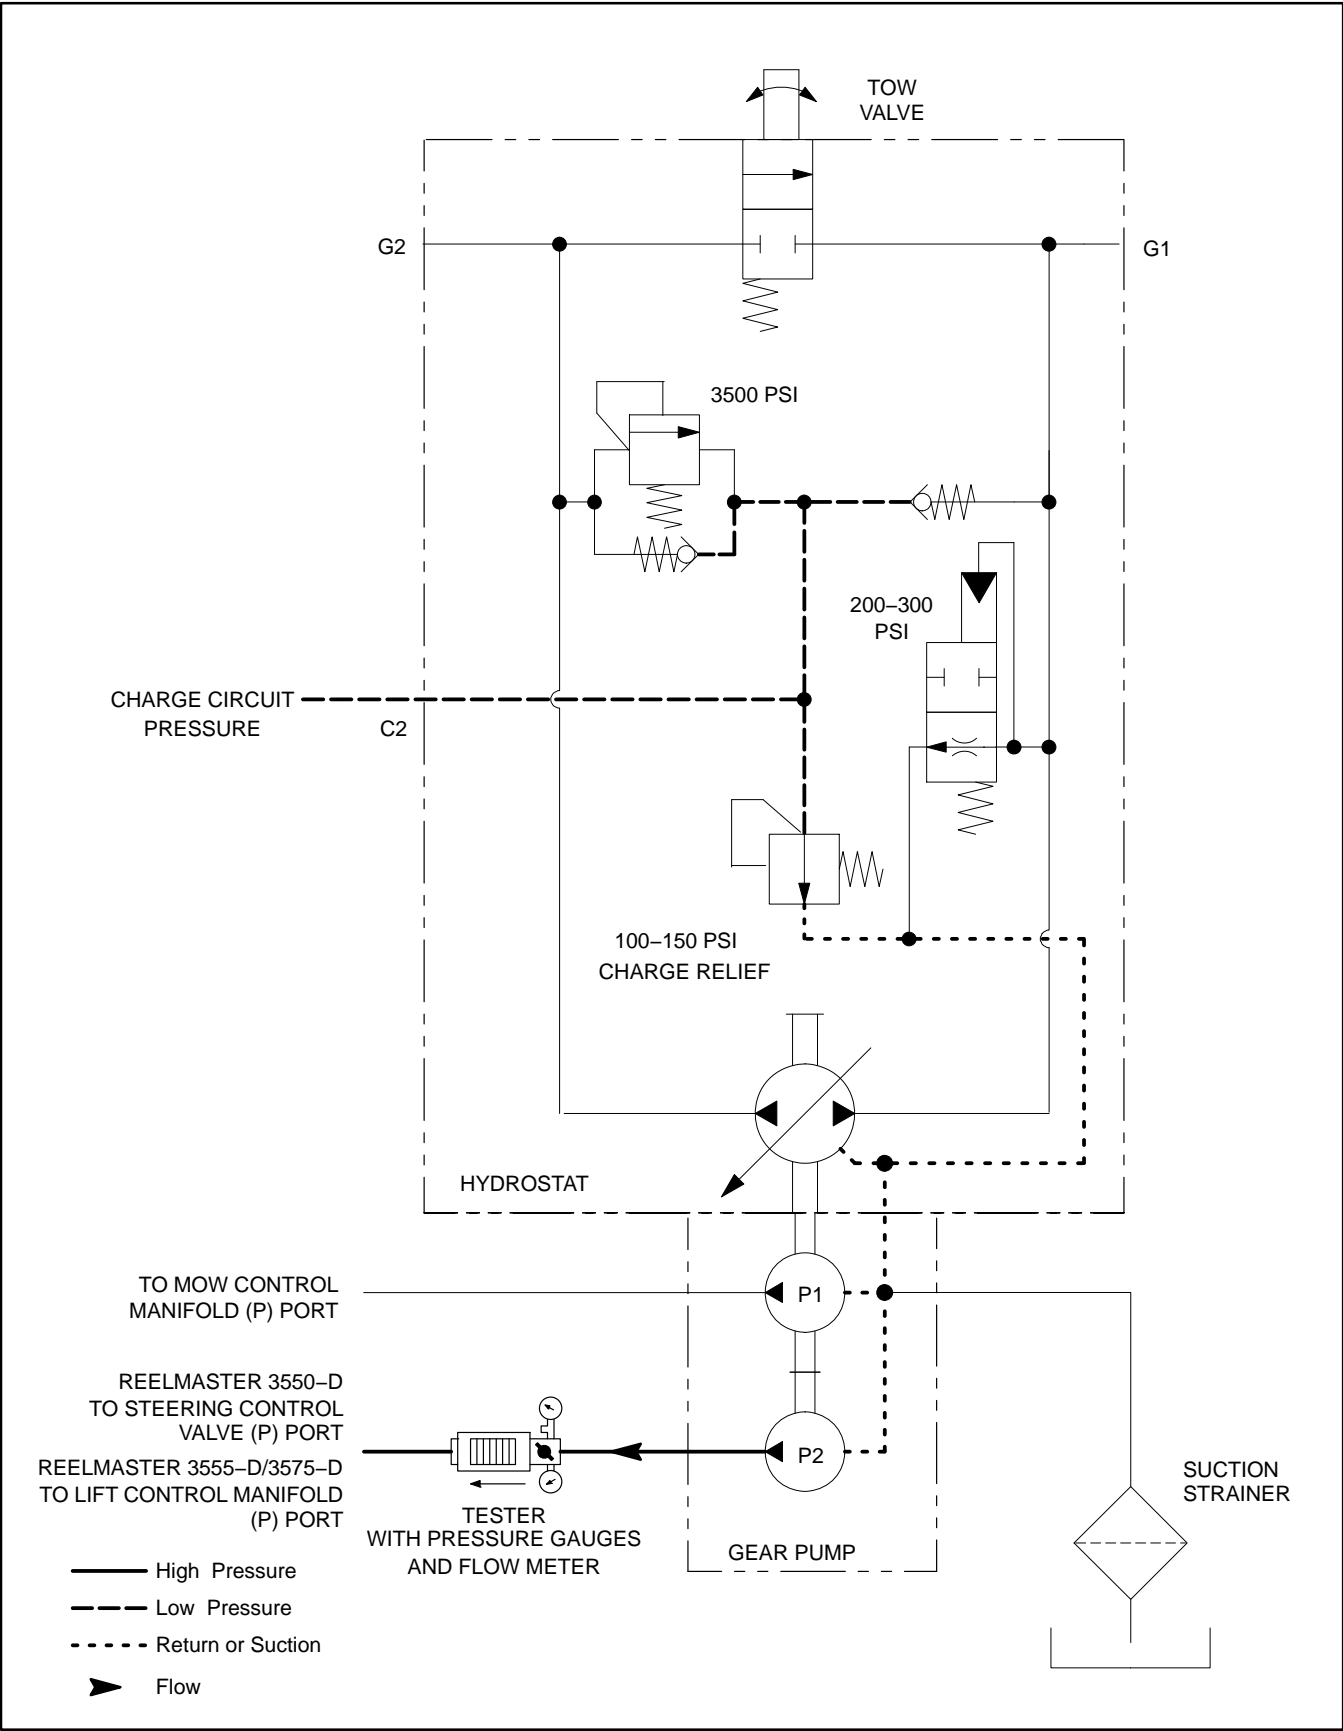 TOW
VALVE
G2
G1
3500 PSI
200–300
PSI
CHARGE CIRCUIT
PRESSURE
C2
100–150 PSI
CHARGE RELIEF
HYDROSTAT
TO MOW CONTROL
MANIFOLD (P) PORT
P1
REELMASTER 3550–D
TO STEERING CONTROL
VALVE (P) PORT
REELMASTER 3555–D/3575–D
TO LIFT CONTROL MANIFOLD
(P) PORT
P2
TESTER
WITH PRESSURE GAUGES
AND FLOW METER
GEAR PUMP
SUCTION
STRAINER
High Pressure
Low Pressure
Return or Suction
Flow